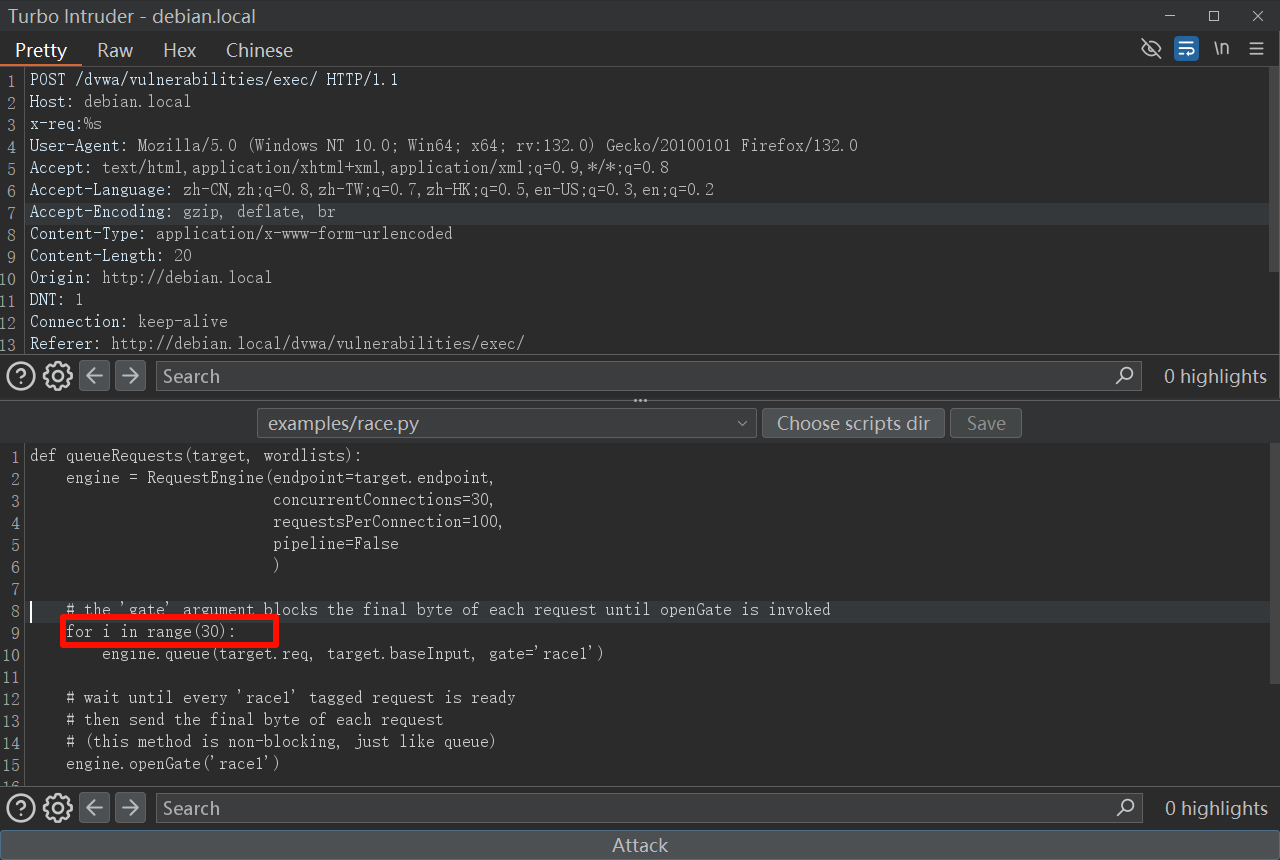 Turbo Intruder - debian.local
Pretty Raw Hex Chinese \n
1 POST /dvwa/vulnerabilities/exec/ HTTP/1.1
2 Host: debian.local
3 x-req:%s
4 User-Agent: Mozilla/5.0 (Windows NT 10.0; Win64; x64; rv:132.0) Gecko/20100101 Firefox/132.0
5 Accept: text/html,application/xhtml+xml,application/xml;q=0.9,*/*;q=0.8
6 Accept-Language: zh-CN,zh;q=0.8,zh-TW;q=0.7,zh-HK;q=0.5,en-US;q=0.3,en;q=0.2
7 Accept-Encoding: gzip, deflate, br
8 Content-Type: application/x-www-form-urlencoded
9 Content-Length: 20
10 Origin: http://debian.local
11 DNT: 1
12 Connection: keep-alive
13 Referer: http://debian.local/dvwa/vulnerabilities/exec/
Search 0 highlights
examples/race.py Choose scripts dir Save
1 def queueRequests(target, wordlists):
2 engine = RequestEngine(endpoint=target.endpoint,
3 concurrentConnections=30,
4 requestsPerConnection=100,
5 pipeline=False
6 )
7
8 # the 'gate' argument blocks the final byte of each request until openGate is invoked
9 for i in range(30):
10 engine.queue(target.req, target.baseInput, gate='race1')
11
12 # wait until every 'race1' tagged request is ready
13 # then send the final byte of each request
14 # (this method is non-blocking, just like queue)
15 engine.openGate('race1')
16
Search 0 highlights
Attack